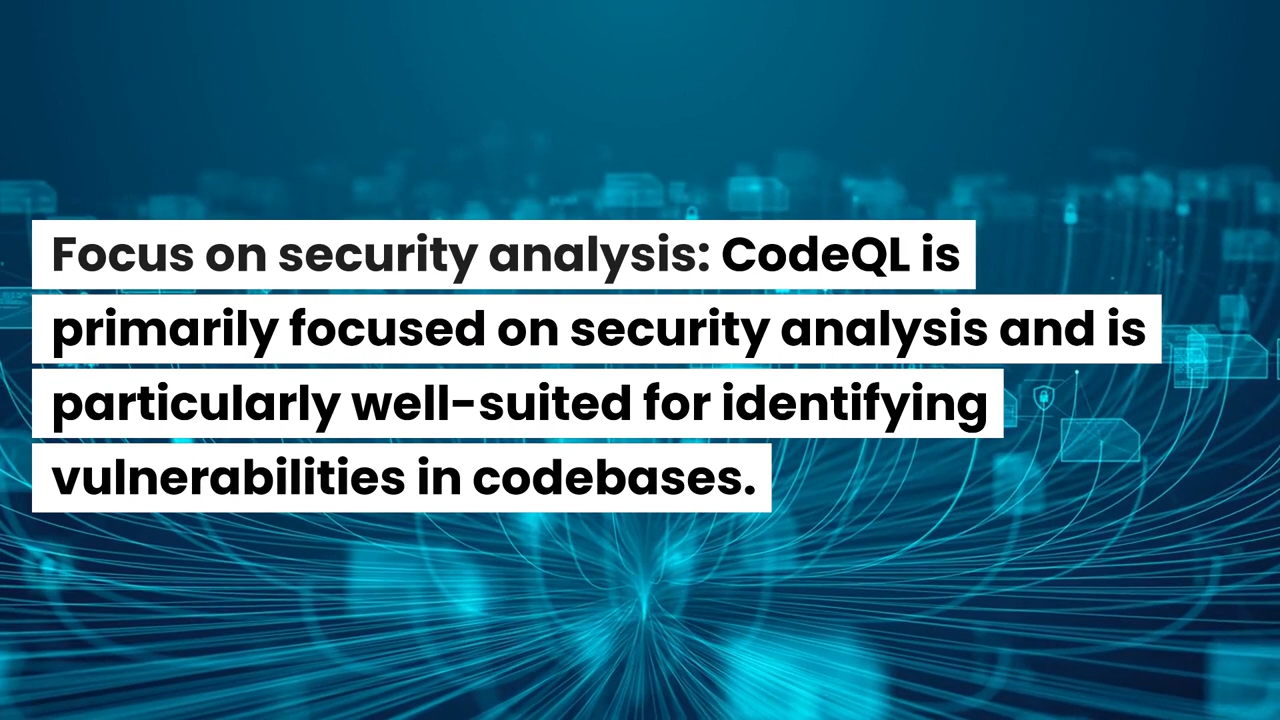 Focus on security analysis: CodeQL is
primarily focused on security analysis and is
particularly well-suited for identifying
vulnerabilities in codebases.